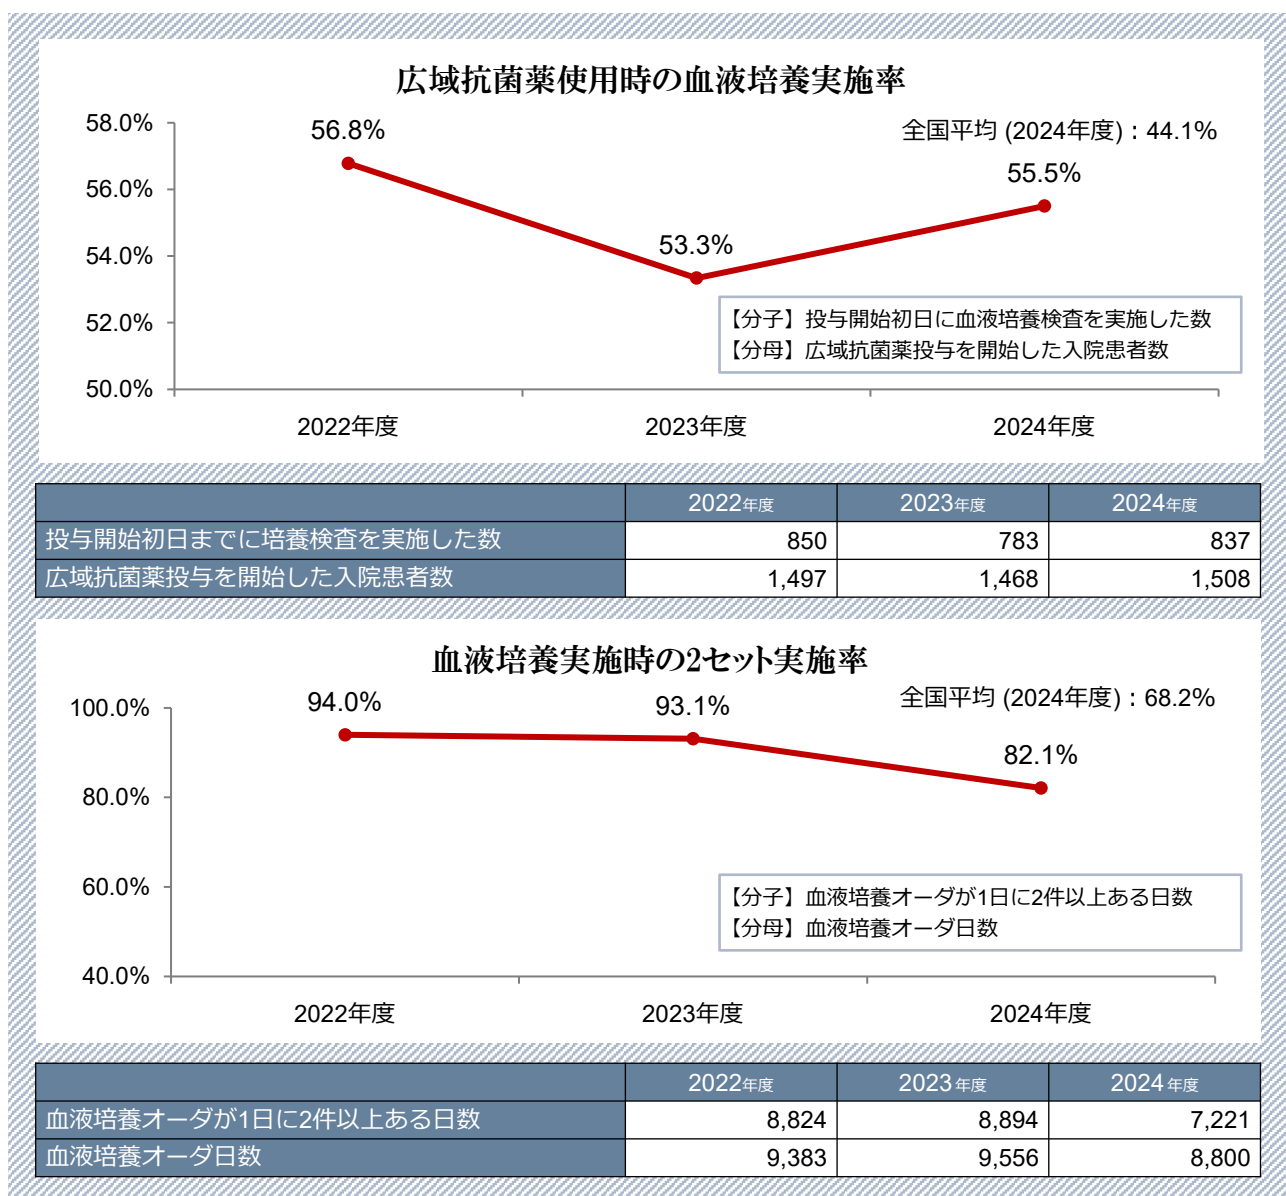 広域抗菌薬使用時の血液培養実施率
全国平均 (2024年度) : 44.1%
58.0%
56.0%
54.0%
52.0%
50.0%
56.8%
53.3%
55.5%
【分子】投与開始初日に血液培養検査を実施した数
【分母】広域抗菌薬投与を開始した入院患者数
2022年度 2023年度 2024年度
2022年度 2023年度 2024年度
投与開始初日までに培養検査を実施した数 850 783 837
広域抗菌薬投与を開始した入院患者数 1,497 1,468 1,508
血液培養実施時の2セット実施率
全国平均 (2024年度) : 68.2%
100.0%
80.0%
60.0%
40.0%
94.0%
93.1%
82.1%
【分子】血液培養オーダが1日に2件以上ある日数
【分母】血液培養オーダ日数
2022年度 2023年度 2024年度
2022年度 2023年度 2024年度
血液培養オーダが1日に2件以上ある日数 8,824 8,894 7,221
血液培養オーダ日数 9,383 9,556 8,800